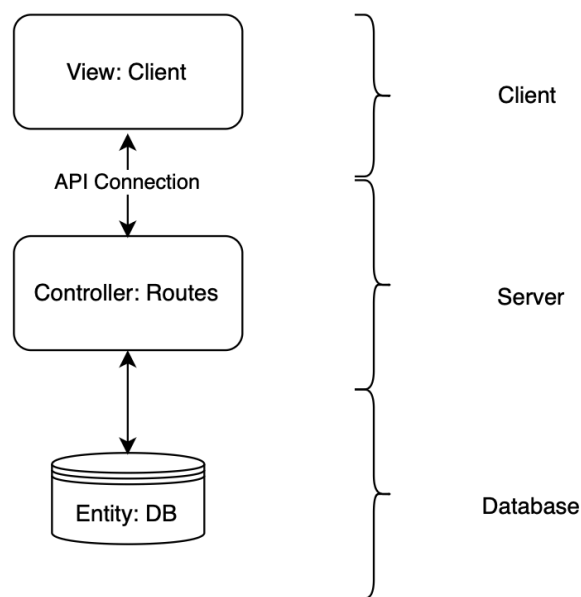 View: Client
Client
API Connection
Controller: Routes
Server
Entity: DB
Database